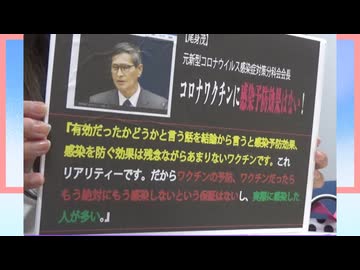 【尾身茂】
元新型コロナウイルス感染症対策分科会会長
コロナワクチンに感染予防効果はない！
『有効だったかどうかと言う話を結論から言うと感染予防効果、
感染を防ぐ効果は残念ながらあまりないワクチンです。これ
リアリティーです。だからワクチンの予防、ワクチンだったら
もう絶対にもう感染しないという保証はないし、実際に感染した
人が多い。』